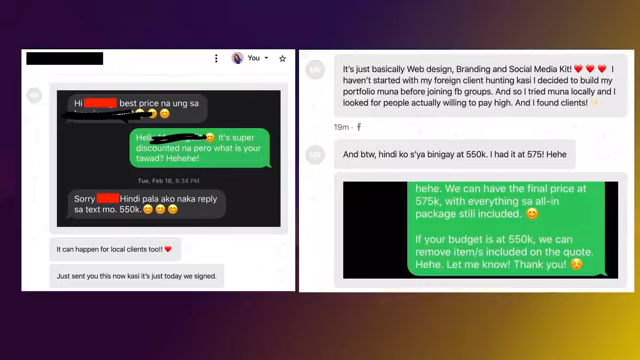 You
NR
Hi best price na ung sa
Hello It's super
discounted na pero what is your
tawad? Hehehe!
Tue, Feb 18, 8:34 PM
Sorry Hindi pala ako naka reply
sa text mo. 550k.😊😊😊
It can happen for local clients too!! ❤️
Just sent you this now kasi it's just today we signed.
NR
It's just basically Web design, Branding and Social Media Kit! ❤️ ❤️ ❤️ I
haven't started with my foreign client hunting kasi I decided to build my
portfolio muna before joining fb groups. And so I tried muna locally and I
looked for people actually willing to pay high. And I found clients! ✨
19m · f
NR
And btw, hindi ko s'ya binigay at 550k. I had it at 575! Hehe
hehe. We can have the final price at
575k, with everything sa all-in
package still included. 😊
If your budget is at 550k, we can
remove item/s included on the quote.
Hehe. Let me know! Thank you! ☺️